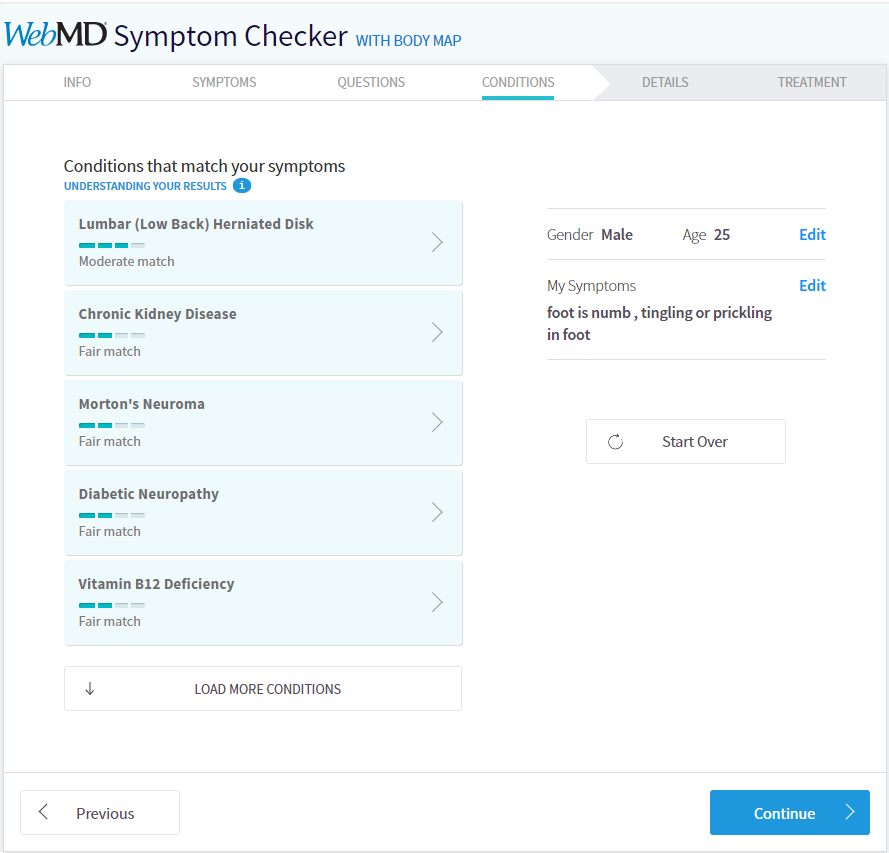 WebMD Symptom Checker WITH BODY MAP
INFO SYMPTOMS QUESTIONS CONDITIONS DETAILS TREATMENT
Conditions that match your symptoms
UNDERSTANDING YOUR RESULTS i
Lumbar (Low Back) Herniated Disk
Moderate match
Chronic Kidney Disease
Fair match
Morton's Neuroma
Fair match
Diabetic Neuropathy
Fair match
Vitamin B12 Deficiency
Fair match
LOAD MORE CONDITIONS
Gender Male Age 25 Edit
My Symptoms Edit
foot is numb , tingling or prickling
in foot
Start Over
Previous
Continue